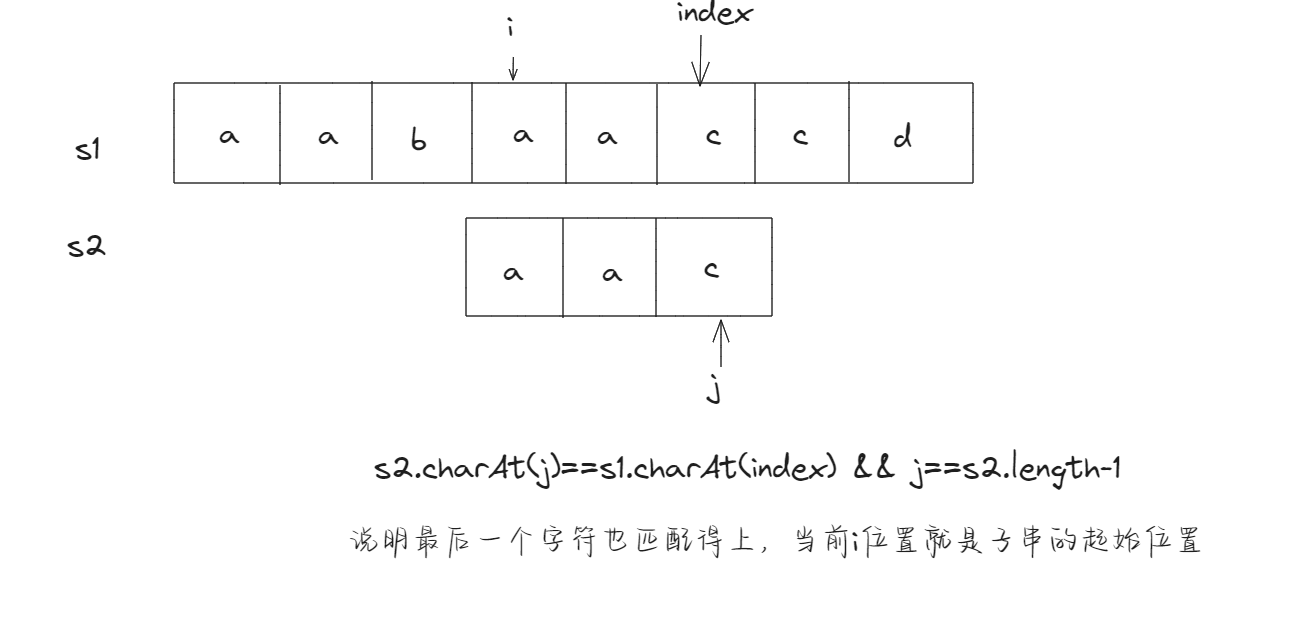 i index
s1 a a b a a c c d
s2 a a c
j
s2.charAt(j)==s1.charAt(index) && j==s2.length-1
说明最后一个字符也匹配得上，当前i位置就是子串的起始位置